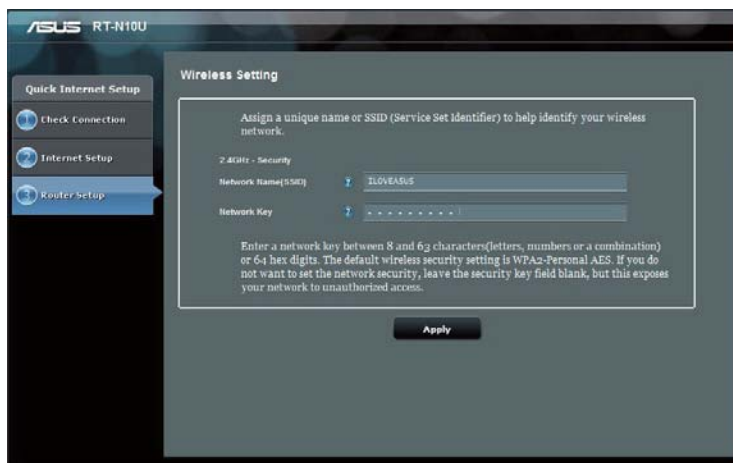 ASUS RT-N10U
Quick Internet Setup
1 Check Connection
2 Internet Setup
3 Router Setup
Wireless Setting
Assign a unique name or SSID (Service Set Identifier) to help identify your wireless
network.
2.4GHz - Security
Network Name(SSID) ? ILOVEASUS
Network Key ? • • • • • • • • •
Enter a network key between 8 and 63 characters(letters, numbers or a combination)
or 64 hex digits. The default wireless security setting is WPA2-Personal AES. If you do
not want to set the network security, leave the security key field blank, but this exposes
your network to unauthorized access.
Apply